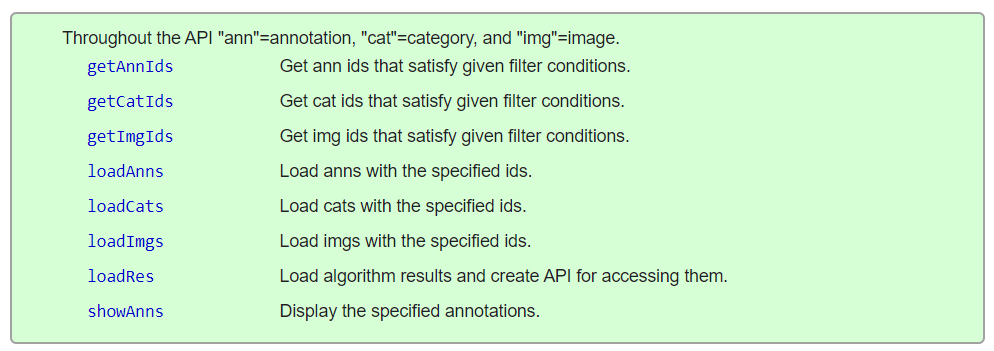 Throughout the API "ann"=annotation, "cat"=category, and "img"=image.
getAnnIds Get ann ids that satisfy given filter conditions.
getCatIds Get cat ids that satisfy given filter conditions.
getImgIds Get img ids that satisfy given filter conditions.
loadAnns Load anns with the specified ids.
loadCats Load cats with the specified ids.
loadImgs Load imgs with the specified ids.
loadRes Load algorithm results and create API for accessing them.
showAnns Display the specified annotations.